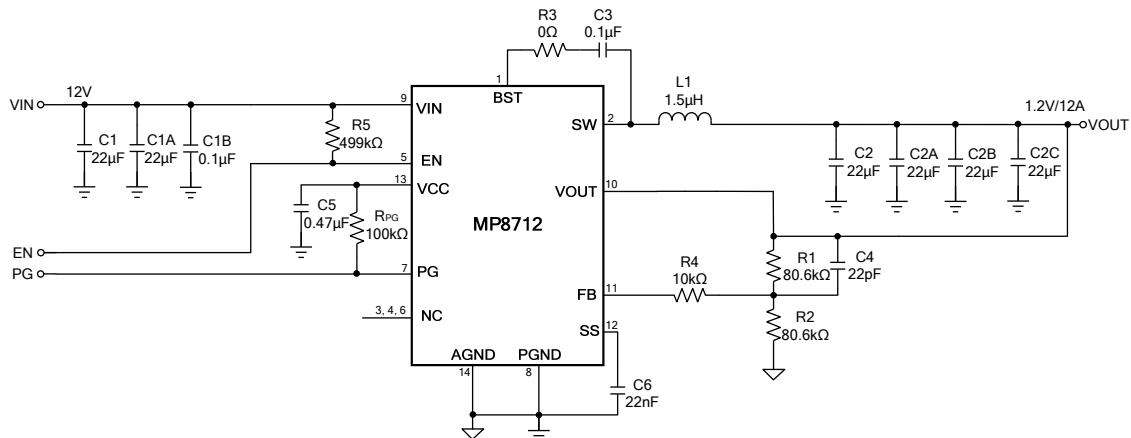 R3
0Ω
C3
0.1µF
1
BST
VIN
12V
9
VIN
C1
22µF
C1A
22µF
C1B
0.1µF
R5
499kΩ
SW
2
L1
1.5µH
1.2V/12A
VOUT
C2
22µF
C2A
22µF
C2B
22µF
C2C
22µF
5
EN
13
VCC
C5
0.47µF
RPG
100kΩ
VOUT
10
MP8712
EN
PG
7
PG
R1
80.6kΩ
C4
22pF
R4
10kΩ
FB
11
R2
80.6kΩ
3, 4, 6
NC
SS
12
AGND
14
PGND
8
C6
22nF